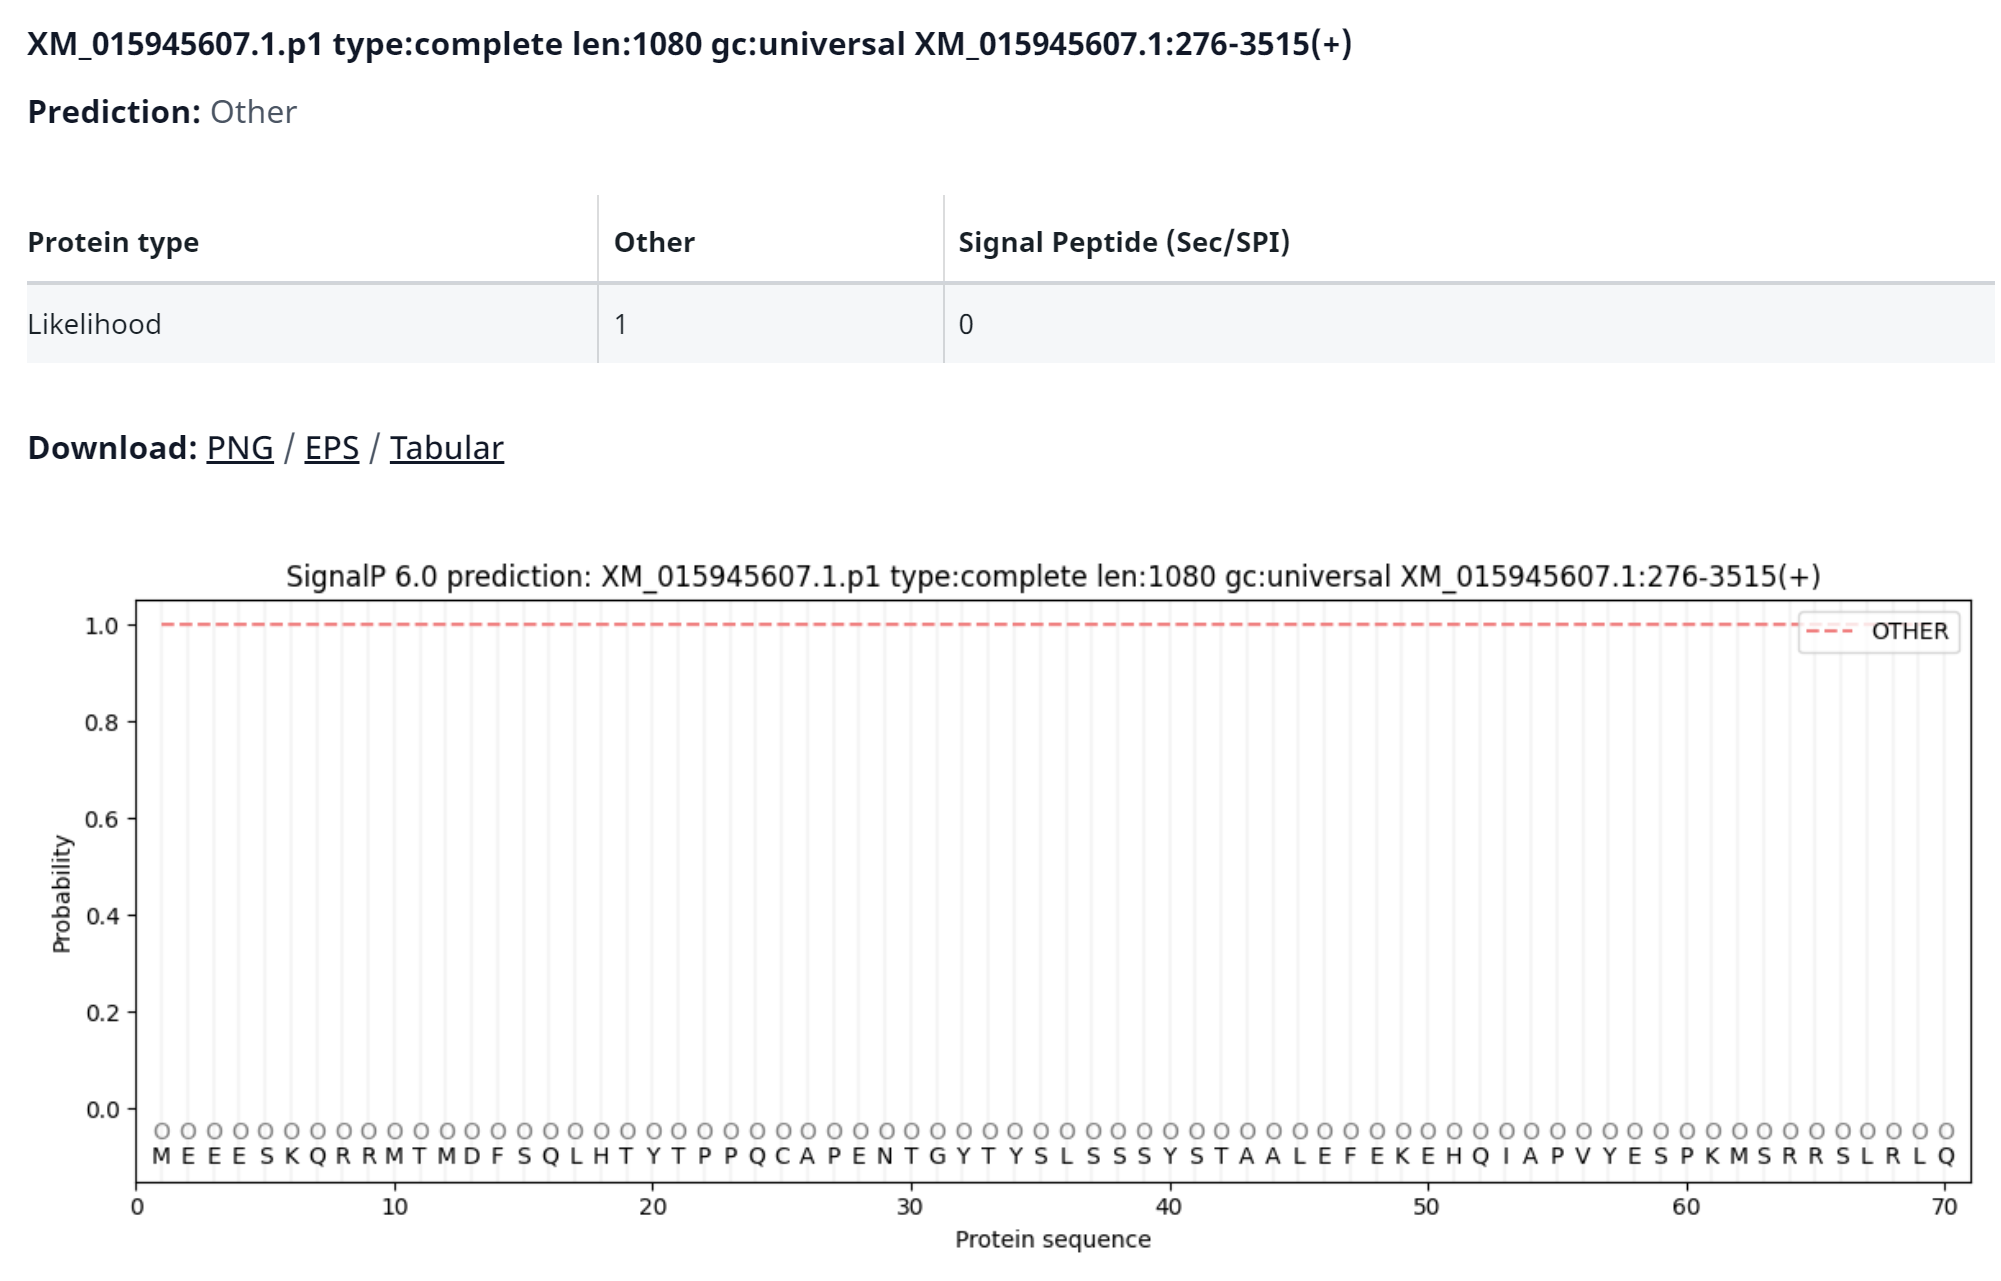 XM_015945607.1.p1 type:complete len:1080 gc:universal XM_015945607.1:276-3515(+)
Prediction: Other
Protein type Other Signal Peptide (Sec/SPI)
Likelihood 1 0
Download: PNG / EPS / Tabular
SignalP 6.0 prediction: XM_015945607.1.p1 type:complete len:1080 gc:universal XM_015945607.1:276-3515(+)
OTHER
1.0
0.8
0.6
0.4
0.2
0.0
Probability
O O O O O O O O O O O O O O O O O O O O O O O O O O O O O O O O O O O O O O O O O O O O O O O O O O O O O O O O O O O O O O O O O O O O O O
M E E E S K Q R R M T M D F S Q L H T Y T P P Q C A P E N T G Y T Y S L S S S Y S T A A L E F E K E H Q I A P V Y E S P K M S R R S L R L Q
0 10 20 30 40 50 60 70
Protein sequence